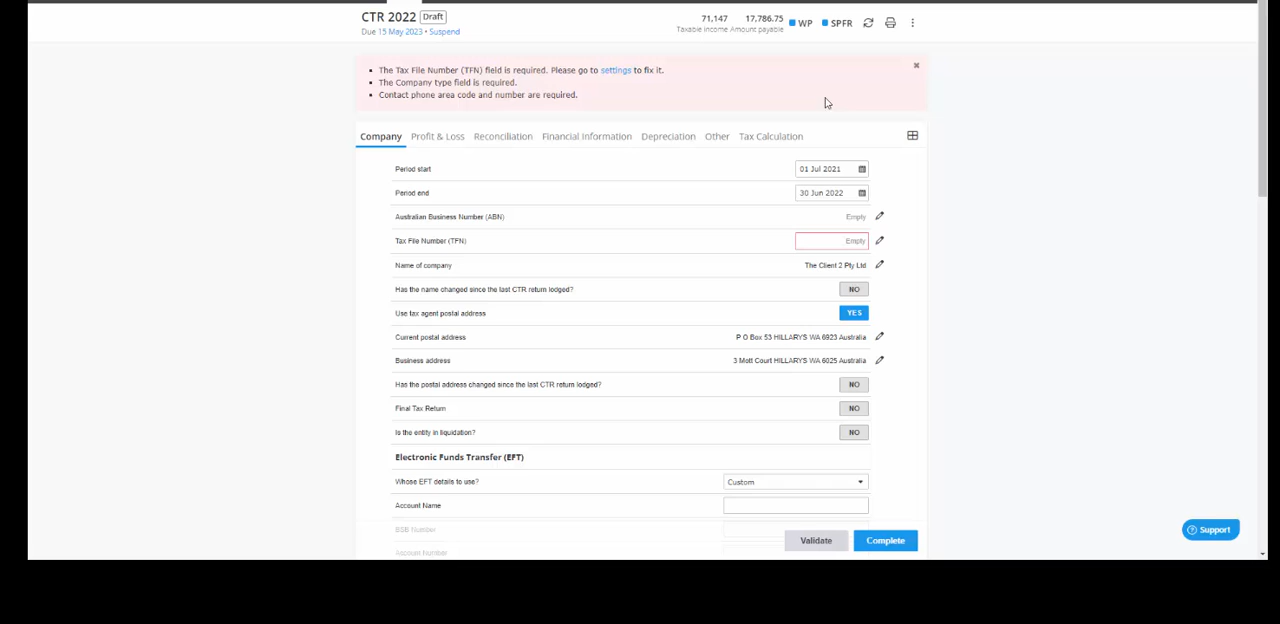 CTR 2022 Draft
Due 15 May 2023 • Suspend
71,147 17,786.75 WP SPFR
Taxable Income Amount payable
The Tax File Number (TFN) field is required. Please go to settings to fix it.
The Company type field is required.
Contact phone area code and number are required.
Company Profit & Loss Reconciliation Financial Information Depreciation Other Tax Calculation
Period start 01 Jul 2021
Period end 30 Jun 2022
Australian Business Number (ABN) Empty
Tax File Number (TFN) Empty
Name of company The Client 2 Pty Ltd
Has the name changed since the last CTR return lodged? NO
Use tax agent postal address YES
Current postal address P O Box 53 HILLARYS WA 6923 Australia
Business address 3 Mott Court HILLARYS WA 6025 Australia
Has the postal address changed since the last CTR return lodged? NO
Final Tax Return NO
Is the entity in liquidation? NO
Electronic Funds Transfer (EFT)
Whose EFT details to use? Custom
Account Name
BSB Number
Validate Complete
Account Number
Support